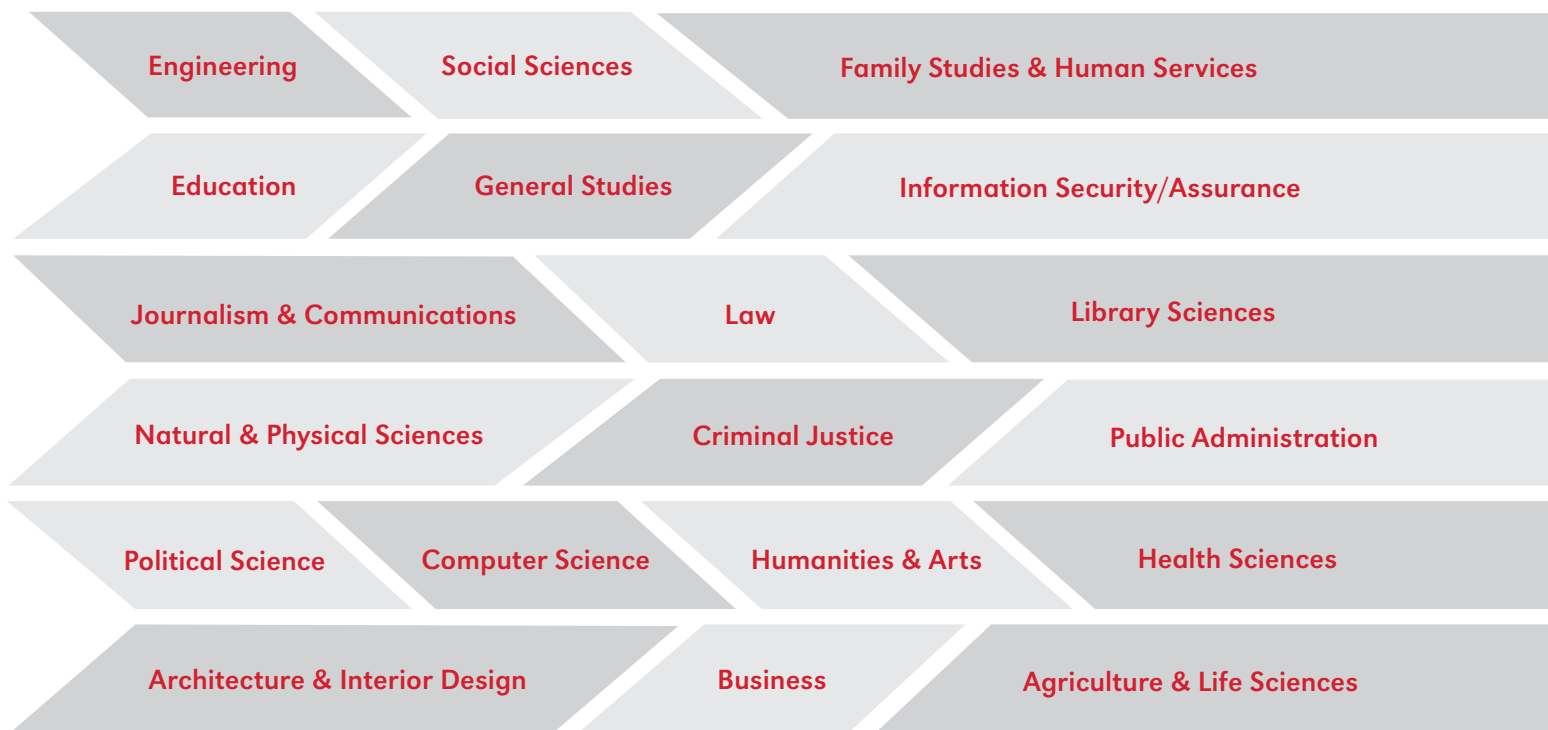 Engineering
Social Sciences
Family Studies & Human Services
Education
General Studies
Information Security/Assurance
Journalism & Communications
Law
Library Sciences
Natural & Physical Sciences
Criminal Justice
Public Administration
Political Science
Computer Science
Humanities & Arts
Health Sciences
Architecture & Interior Design
Business
Agriculture & Life Sciences